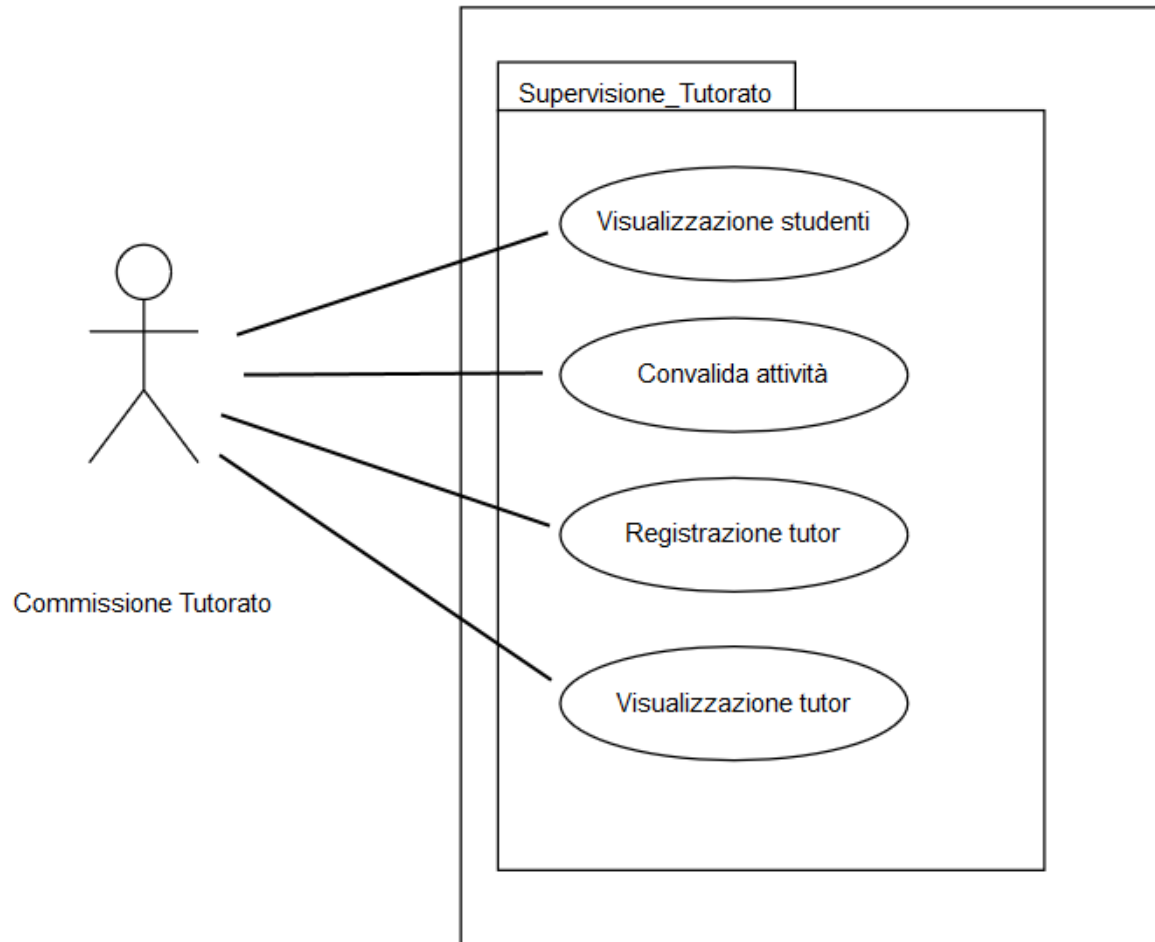 Supervisione_Tutorato
Visualizzazione studenti
Convalida attività
Registrazione tutor
Commissione Tutorato
Visualizzazione tutor